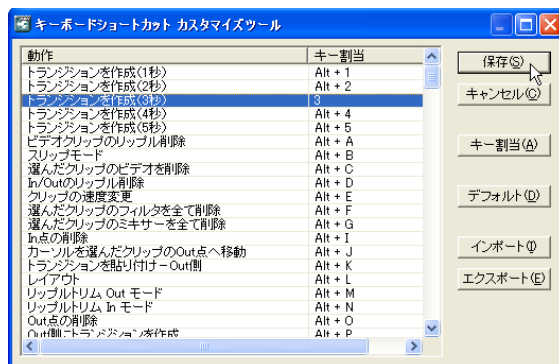 キーボードショートカット カスタマイズツール
動作 キー割当
トランジションを作成(1秒) Alt + 1
トランジションを作成(2秒) Alt + 2
トランジションを作成(3秒) 3
トランジションを作成(4秒) Alt + 4
トランジションを作成(5秒) Alt + 5
ビデオクリップのリップル削除 Alt + A
スリップモード Alt + B
選んだクリップのビデオを削除 Alt + C
In/Outのリップル削除 Alt + D
クリップの速度変更 Alt + E
選んだクリップのフィルタを全て削除 Alt + F
選んだクリップのミキサーを全て削除 Alt + G
In点の削除 Alt + I
カーソルを選んだクリップのOut点へ移動 Alt + J
トランジションを貼り付け－Out側 Alt + K
レイアウト Alt + L
リップルトリム Out モード Alt + M
リップルトリム In モード Alt + N
Out点の削除 Alt + O
Out側にトランジションを作成 Alt + P
保存(S)
キャンセル(C)
キー割当(A)
デフォルト(D)
インポート(I)
エクスポート(E)